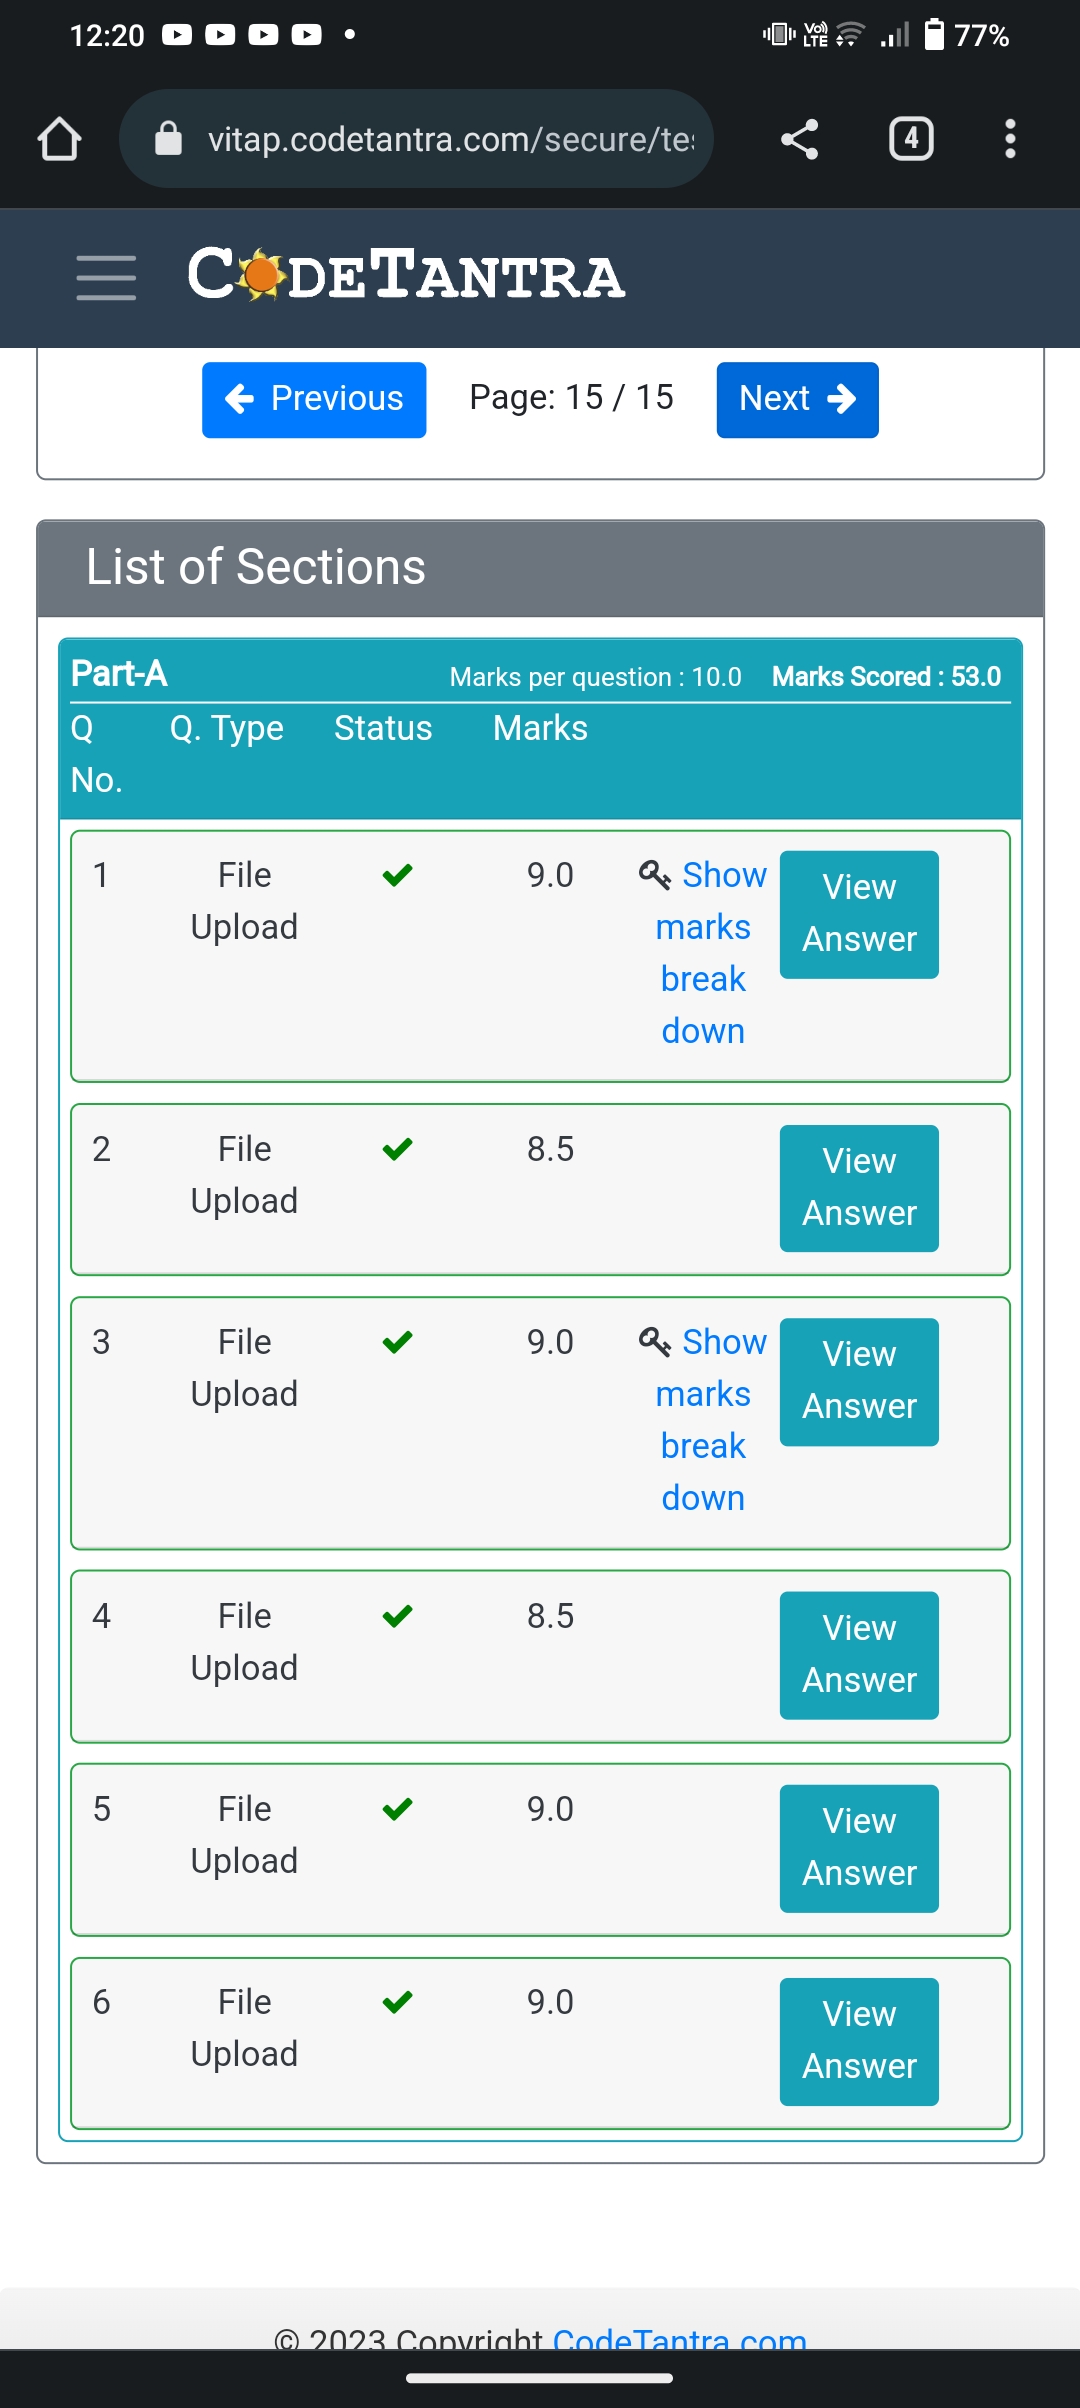 12:20 Vo)) LTE 77%
vitap.codetantra.com/secure/tes 4
CODETANTRA
Previous Page: 15 / 15 Next
List of Sections
Part-A Marks per question : 10.0 Marks Scored : 53.0
Q No. Q. Type Status Marks
1 File Upload 9.0 Show marks break down View Answer
2 File Upload 8.5 View Answer
3 File Upload 9.0 Show marks break down View Answer
4 File Upload 8.5 View Answer
5 File Upload 9.0 View Answer
6 File Upload 9.0 View Answer
© 2023 Copyright CodeTantra.com